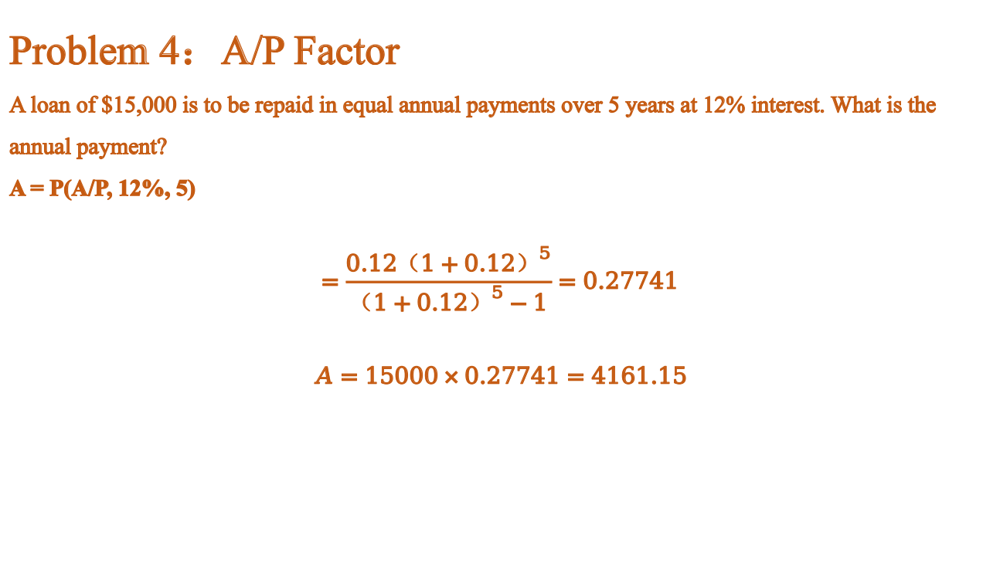 Problem 4： A/P Factor
A loan of $15,000 is to be repaid in equal annual payments over 5 years at 12% interest. What is the
annual payment?
A = P(A/P, 12%, 5)
= \frac{0.12（1 + 0.12）^5}{（1 + 0.12）^5 − 1} = 0.27741
A = 15000 × 0.27741 = 4161.15